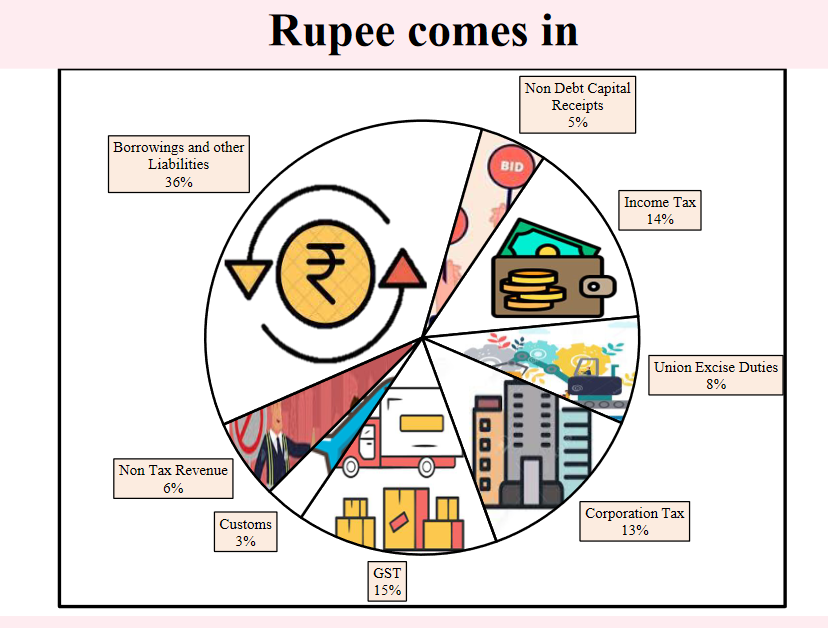 Rupee comes in
Non Debt Capital
Receipts
5%
Borrowings and other
Liabilities
36%
BID
Income Tax
14%
₹
Union Excise Duties
8%
Non Tax Revenue
6%
Corporation Tax
13%
Customs
3%
GST
15%